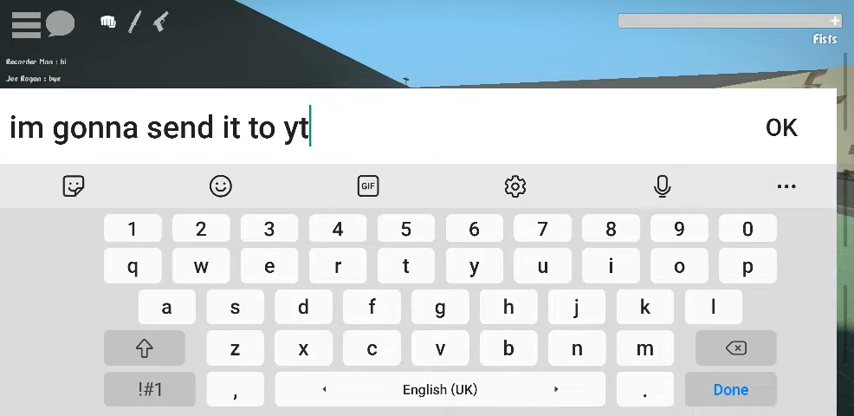 Fists
Recorder Man : hi
Joe Rogan : bye
im gonna send it to yt
OK
GIF
1 2 3 4 5 6 7 8 9 0
q w e r t y u i o p
a s d f g h j k l
z x c v b n m
!#1 , English (UK) . Done